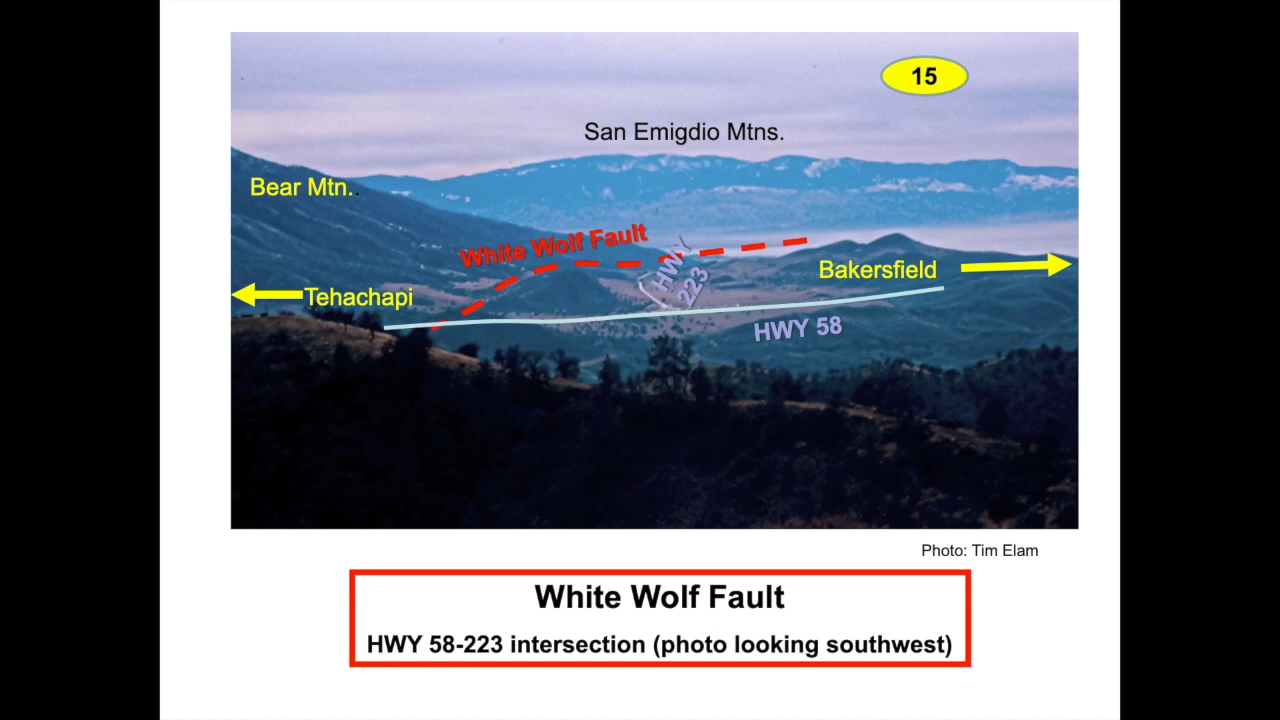 15
San Emigdio Mtns.
Bear Mtn..
White Wolf Fault
HWY
223
Bakersfield
Tehachapi
HWY 58
Photo: Tim Elam
White Wolf Fault
HWY 58-223 intersection (photo looking southwest)